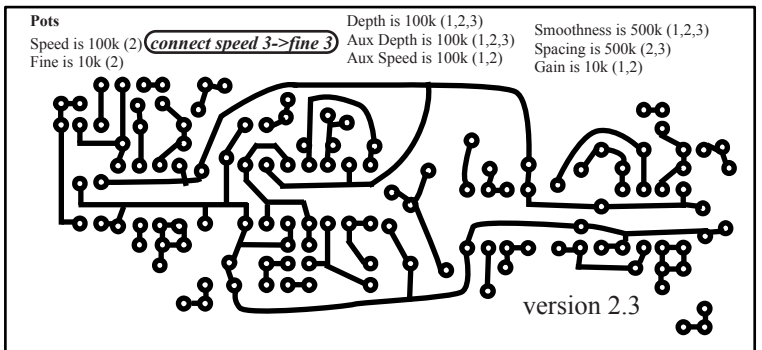 Pots
Speed is 100k (2) connect speed 3->fine 3
Fine is 10k (2)
Depth is 100k (1,2,3)
Aux Depth is 100k (1,2,3)
Aux Speed is 100k (1,2)
Smoothness is 500k (1,2,3)
Spacing is 500k (2,3)
Gain is 10k (1,2)
version 2.3